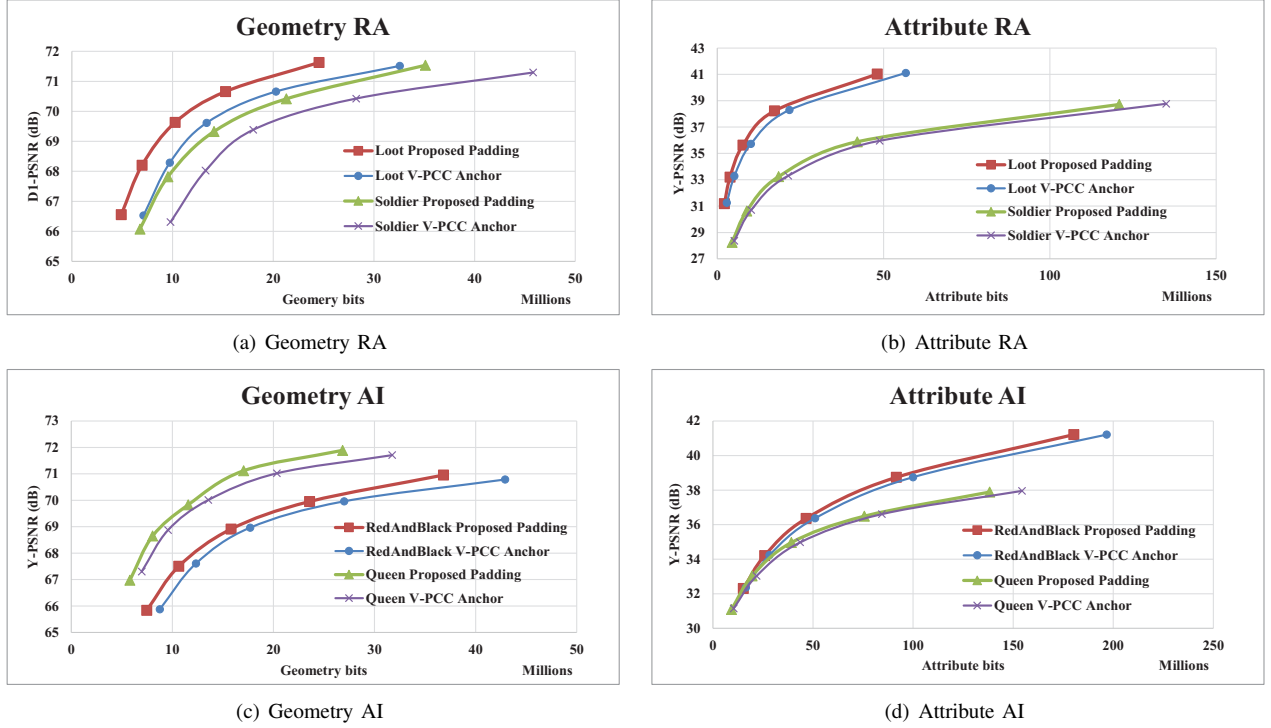 Geometry RA
72
71
70
69
68
67
66
65
D1-PSNR (dB)
Loot Proposed Padding
Loot V-PCC Anchor
Soldier Proposed Padding
Soldier V-PCC Anchor
0 10 20 30 40 50
Geomery bits Millions
(a) Geometry RA
Attribute RA
43
41
39
37
35
33
31
29
27
Y-PSNR (dB)
Loot Proposed Padding
Loot V-PCC Anchor
Soldier Proposed Padding
Soldier V-PCC Anchor
0 50 100 150
Attribute bits Millions
(b) Attribute RA
Geometry AI
73
72
71
70
69
68
67
66
65
Y-PSNR (dB)
RedAndBlack Proposed Padding
RedAndBlack V-PCC Anchor
Queen Proposed Padding
Queen V-PCC Anchor
0 10 20 30 40 50
Geometry bits Millions
(c) Geometry AI
Attribute AI
42
40
38
36
34
32
30
Y-PSNR (dB)
RedAndBlack Proposed Padding
RedAndBlack V-PCC Anchor
Queen Proposed Padding
Queen V-PCC Anchor
0 50 100 150 200 250
Attribute bits Millions
(d) Attribute AI